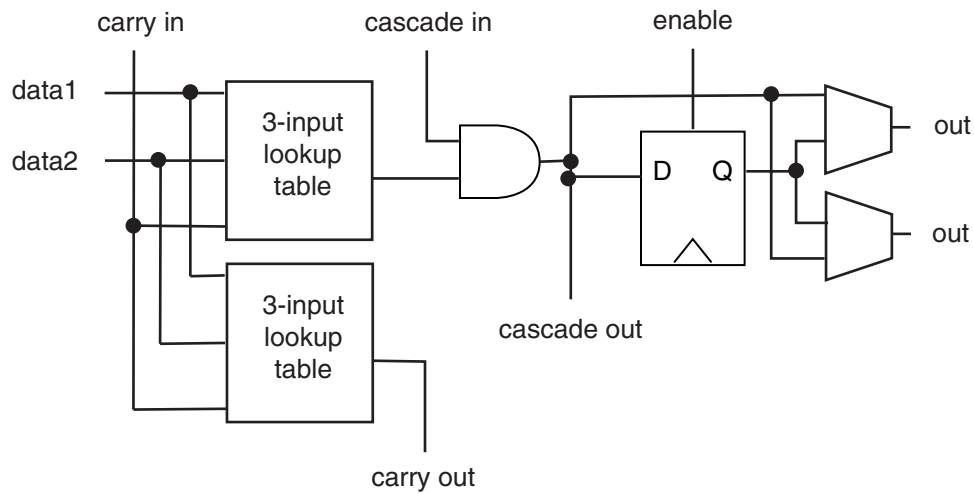 carry in
cascade in
enable
data1
data2
3-input
lookup
table
D
Q
out
out
3-input
lookup
table
cascade out
carry out